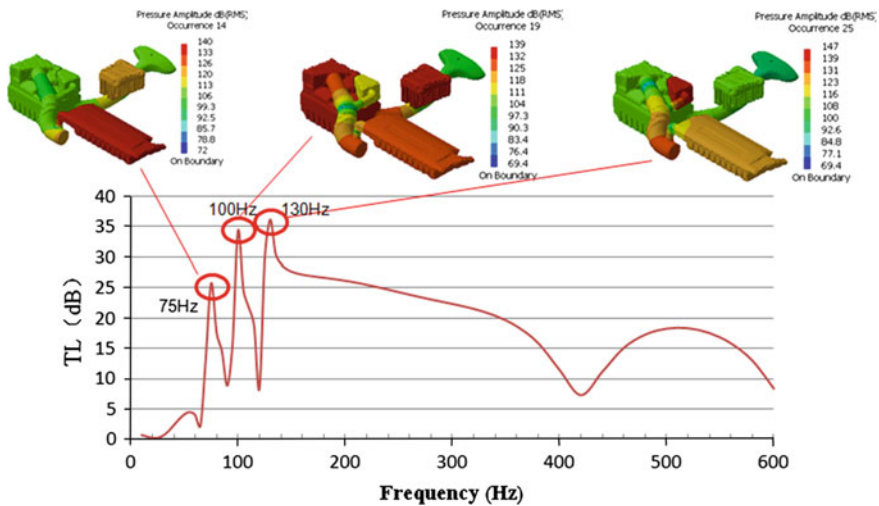 Pressure Amplitude dB(RMS)
Occurrence 14
140
133
126
120
113
106
99.3
92.5
85.7
78.8
72
On Boundary
Pressure Amplitude dB(RMS)
Occurrence 19
139
132
125
118
111
104
97.3
90.3
83.4
76.4
69.4
On Boundary
Pressure Amplitude dB(RMS)
Occurrence 25
147
139
131
123
116
108
100
92.6
84.8
77.1
69.4
On Boundary
40
35
30
25
20
15
10
5
0
TL (dB)
75Hz
100Hz
130Hz
0 100 200 300 400 500 600
Frequency (Hz)